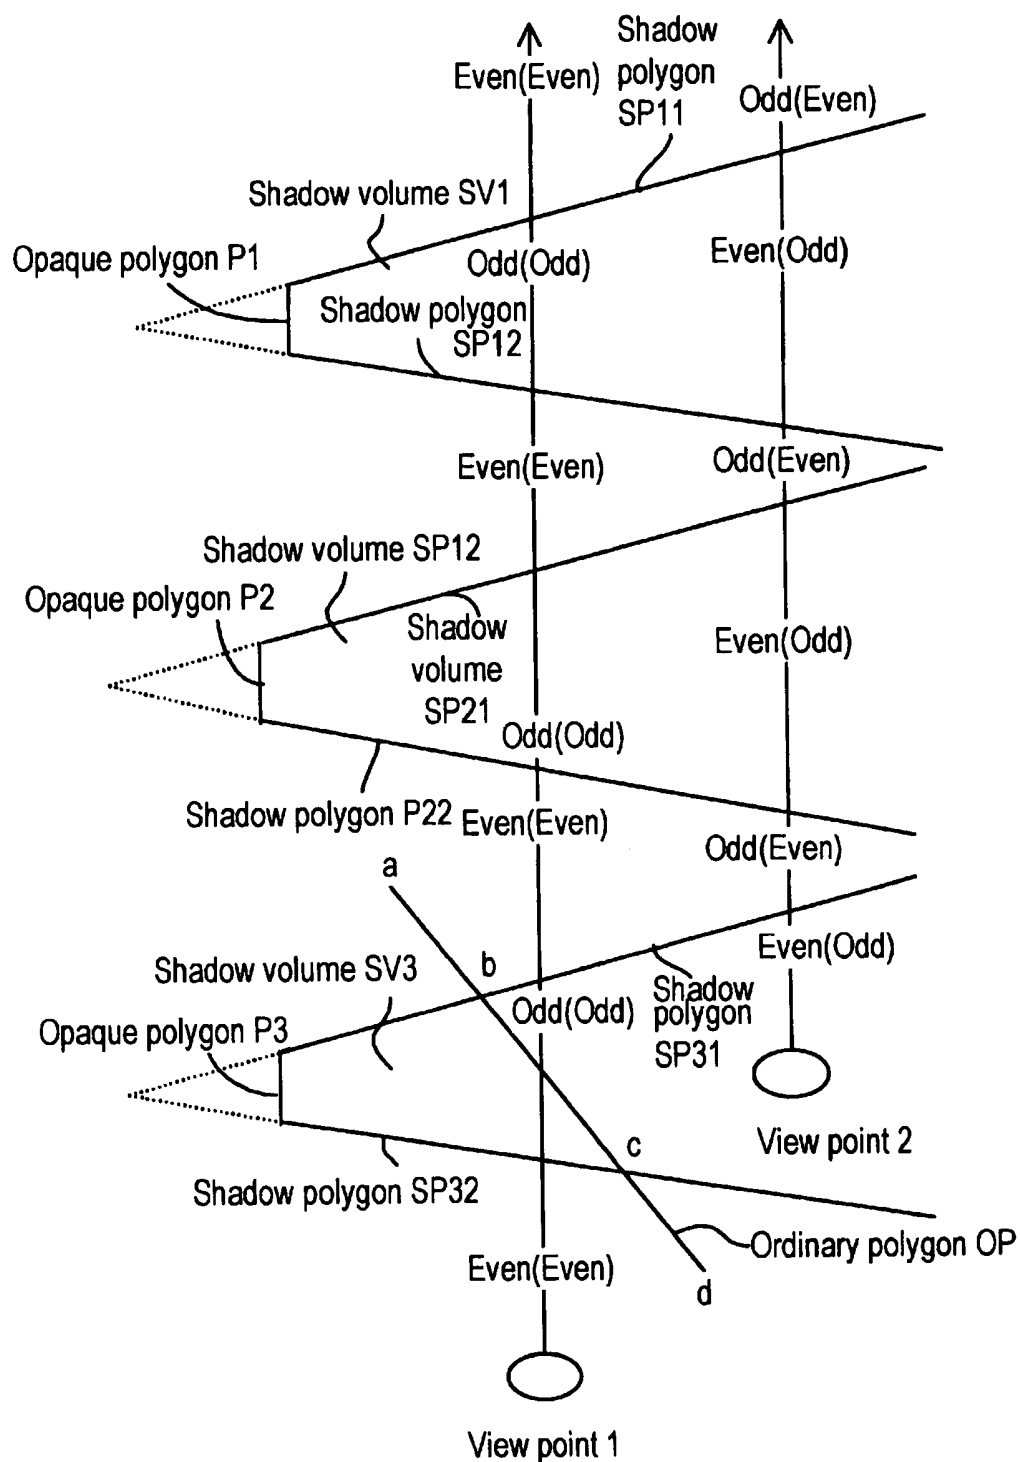 Shadow
polygon
SP11
Even(Even)
Odd(Even)
Shadow volume SV1
Opaque polygon P1
Odd(Odd)
Even(Odd)
Shadow polygon
SP12
Even(Even)
Odd(Even)
Shadow volume SP12
Opaque polygon P2
Shadow
volume
SP21
Even(Odd)
Odd(Odd)
Shadow polygon P22
Even(Even)
Odd(Even)
a
Even(Odd)
b
Shadow volume SV3
Odd(Odd)
Shadow
polygon
SP31
Opaque polygon P3
View point 2
c
Shadow polygon SP32
Ordinary polygon OP
Even(Even)
d
View point 1